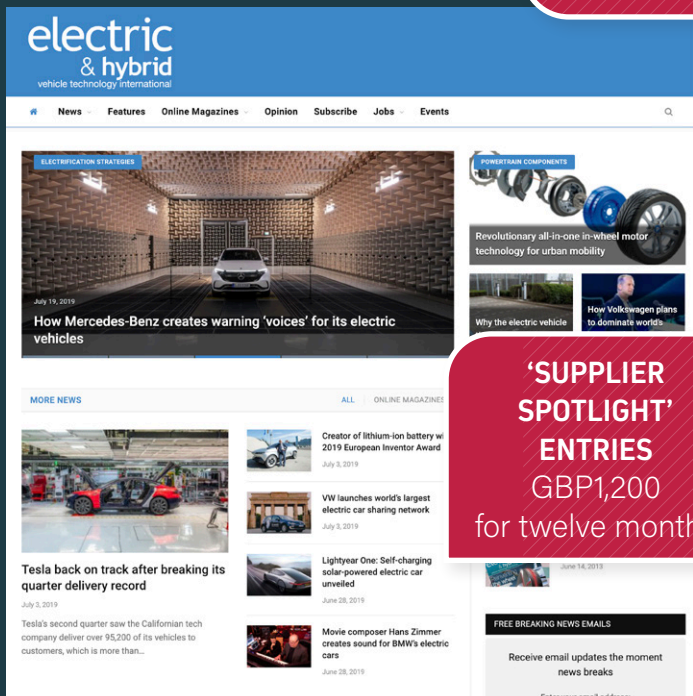 electric
& hybrid
vehicle technology international
News Features Online Magazines Opinion Subscribe Jobs Events
ELECTRIFICATION STRATEGIES
July 19, 2019
How Mercedes-Benz creates warning 'voices' for its electric
vehicles
POWERTRAIN COMPONENTS
Revolutionary all-in-one in-wheel motor
technology for urban mobility
Why the electric vehicle
How Volkswagen plans
to dominate world's
'SUPPLIER
SPOTLIGHT'
ENTRIES
GBP1,200
for twelve month
MORE NEWS
ALL ONLINE MAGAZINES
Tesla back on track after breaking its
quarter delivery record
July 3, 2019
Tesla's second quarter saw the Californian tech
company deliver over 95,200 of its vehicles to
customers, which is more than...
Creator of lithium-ion battery wi
2019 European Inventor Award
July 3, 2019
VW launches world's largest
electric car sharing network
July 3, 2019
Lightyear One: Self-charging
solar-powered electric car
unveiled
June 28, 2019
Movie composer Hans Zimmer
creates sound for BMW's electric
cars
June 28, 2019
June 14, 2013
FREE BREAKING NEWS EMAILS
Receive email updates the moment
news breaks